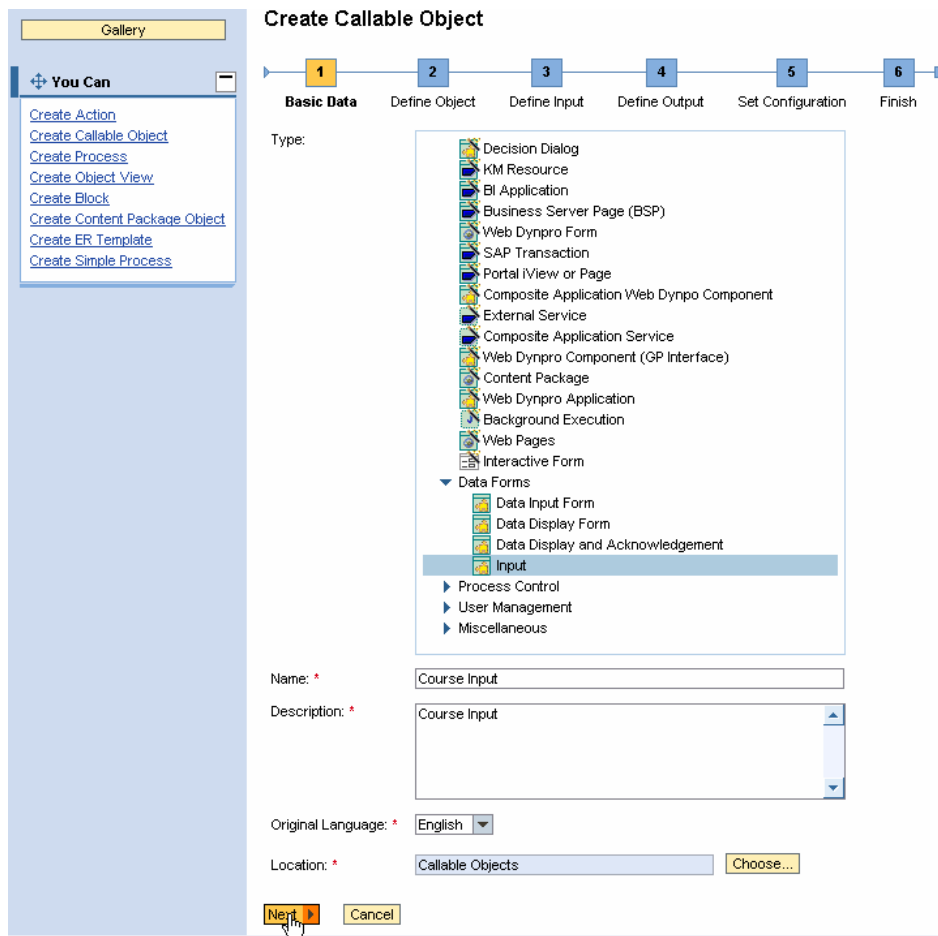 Gallery
You Can
Create Action
Create Callable Object
Create Process
Create Object View
Create Block
Create Content Package Object
Create ER Template
Create Simple Process
Create Callable Object
1 2 3 4 5 6
Basic Data Define Object Define Input Define Output Set Configuration Finish
Type:
Decision Dialog
KM Resource
BI Application
Business Server Page (BSP)
Web Dynpro Form
SAP Transaction
Portal iView or Page
Composite Application Web Dynpo Component
External Service
Composite Application Service
Web Dynpro Component (GP Interface)
Content Package
Web Dynpro Application
Background Execution
Web Pages
Interactive Form
Data Forms
Data Input Form
Data Display Form
Data Display and Acknowledgement
Input
Process Control
User Management
Miscellaneous
Name: * Course Input
Description: * Course Input
Original Language: * English
Location: * Callable Objects Choose...
Next Cancel